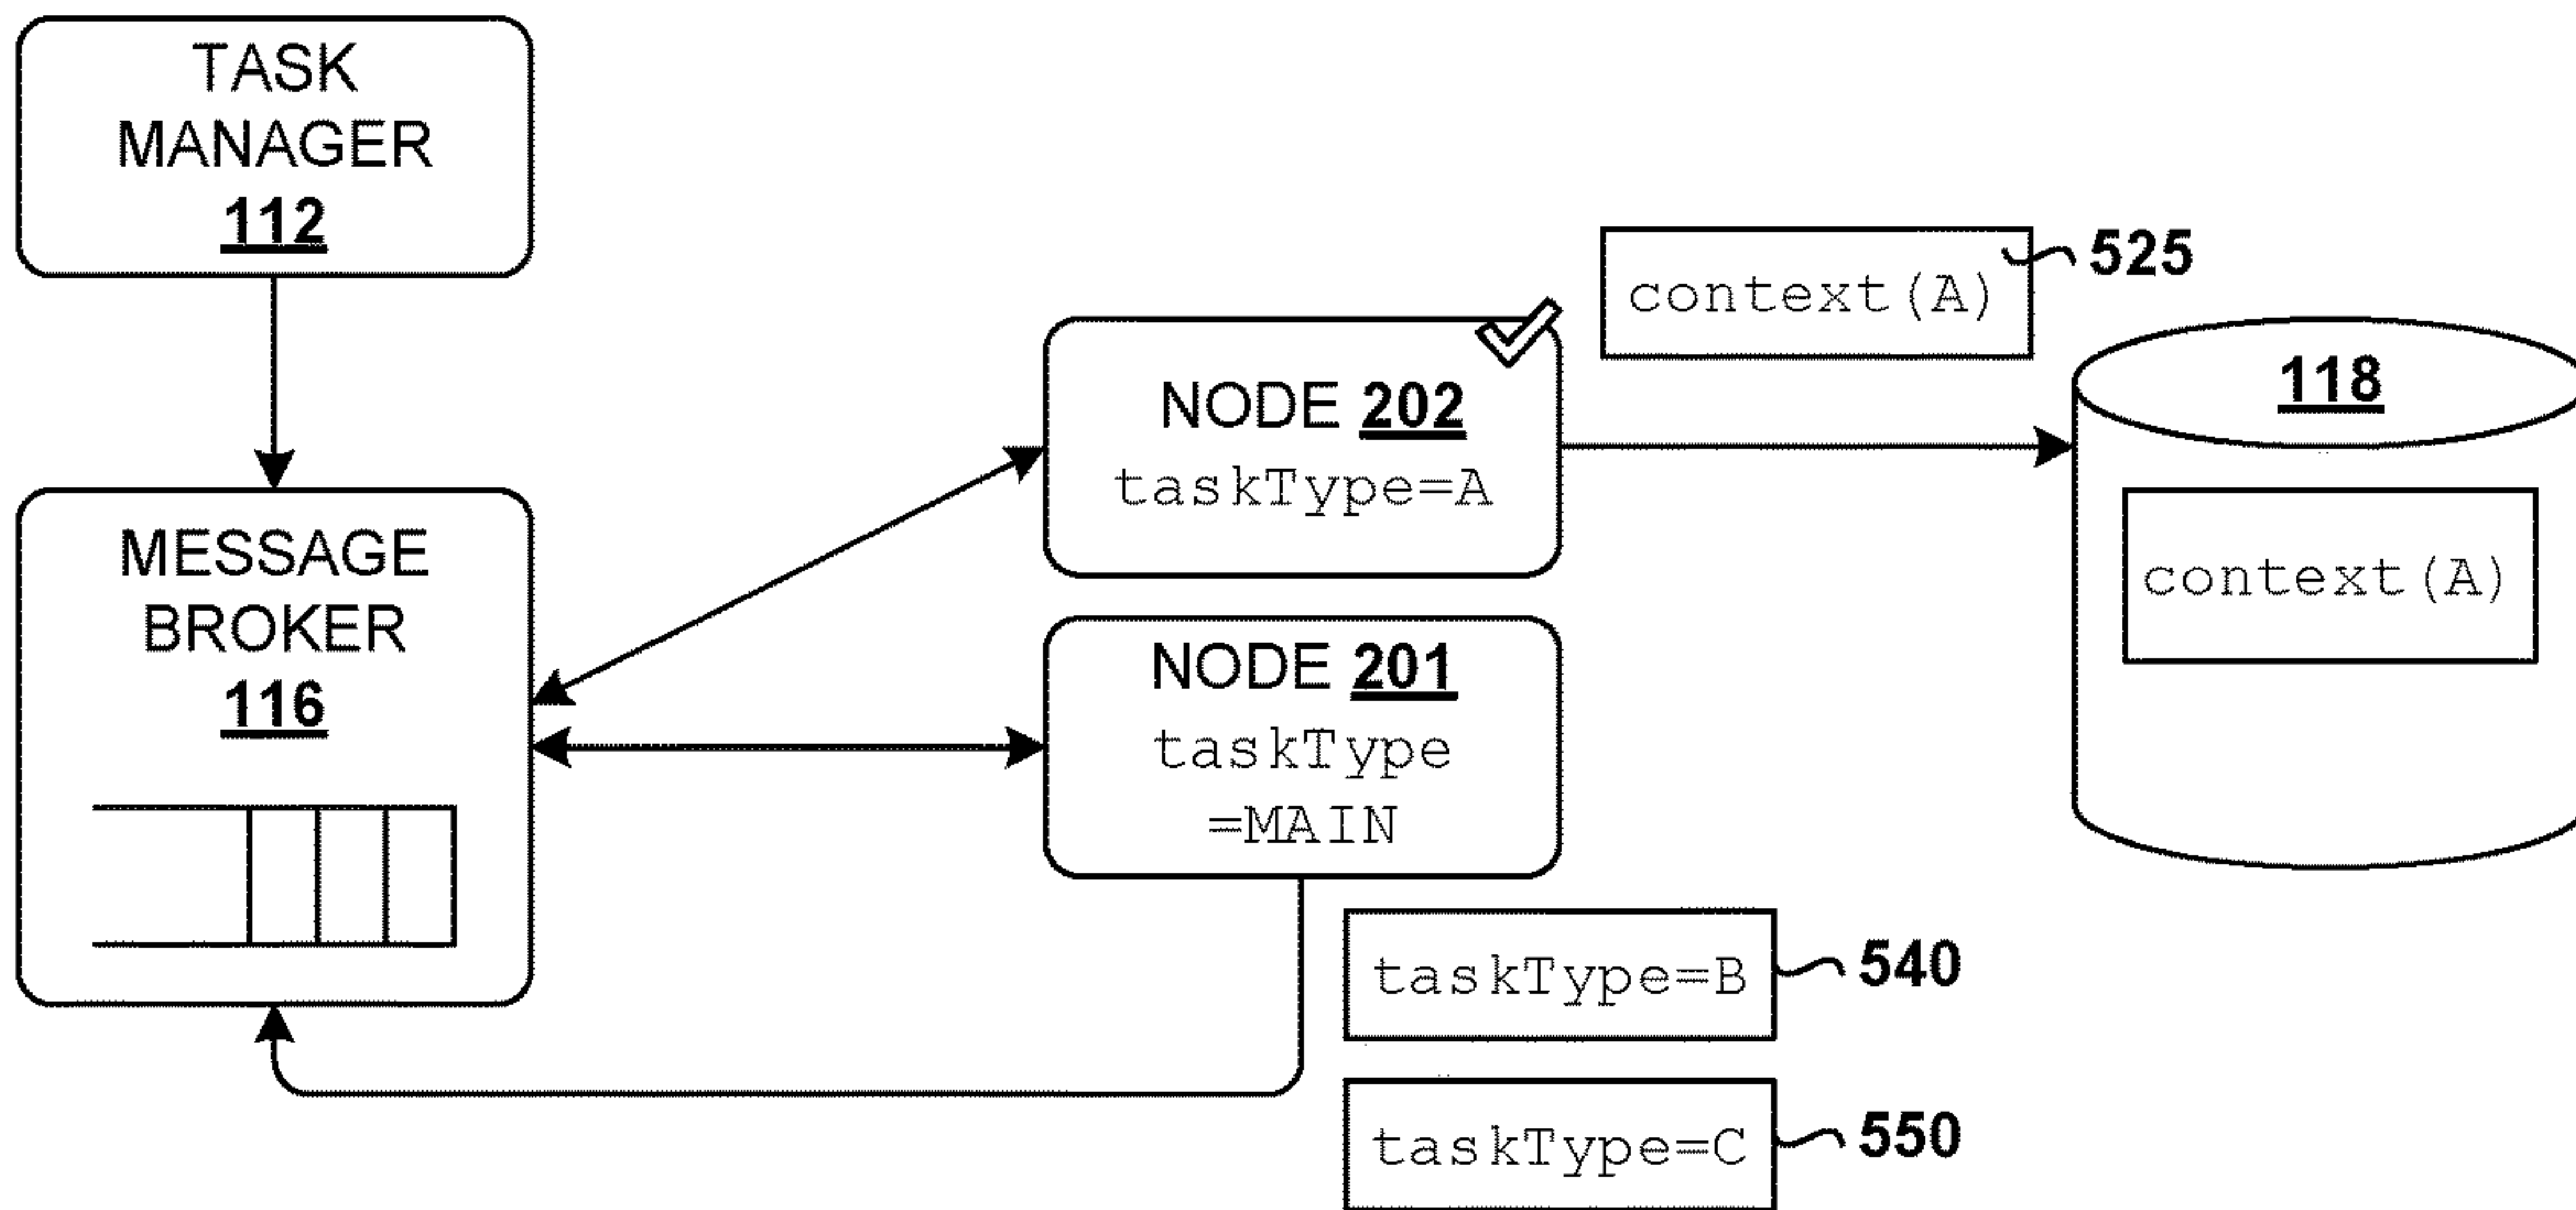 TASK
MANAGER
112
525
context(A)
118
NODE 202
taskType=A
MESSAGE
BROKER
116
context(A)
NODE 201
taskType
=MAIN
taskType=B
540
taskType=C
550